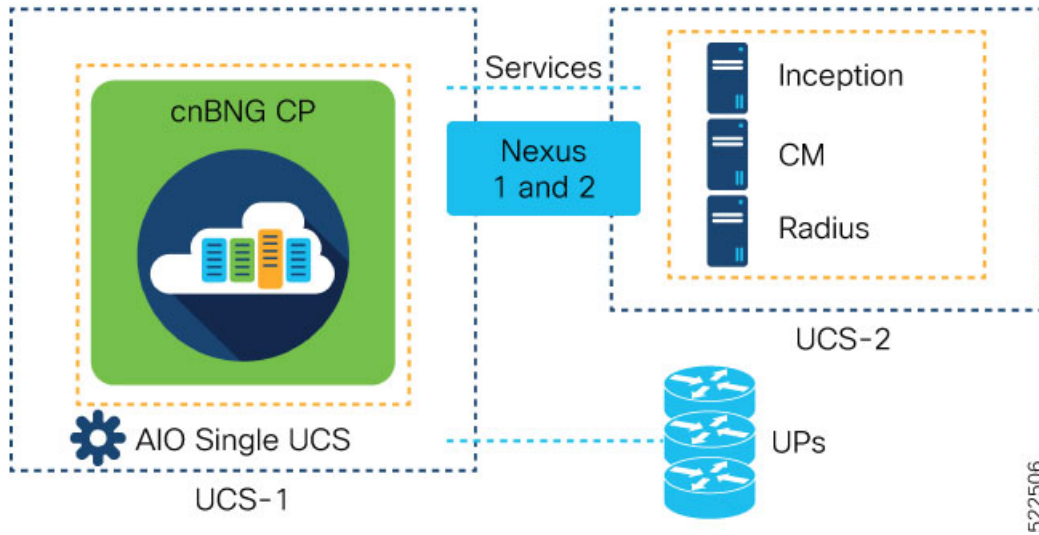 cnBNG CP
AIO Single UCS
UCS-1
Services
Nexus
1 and 2
Inception
CM
Radius
UCS-2
UPs
522506